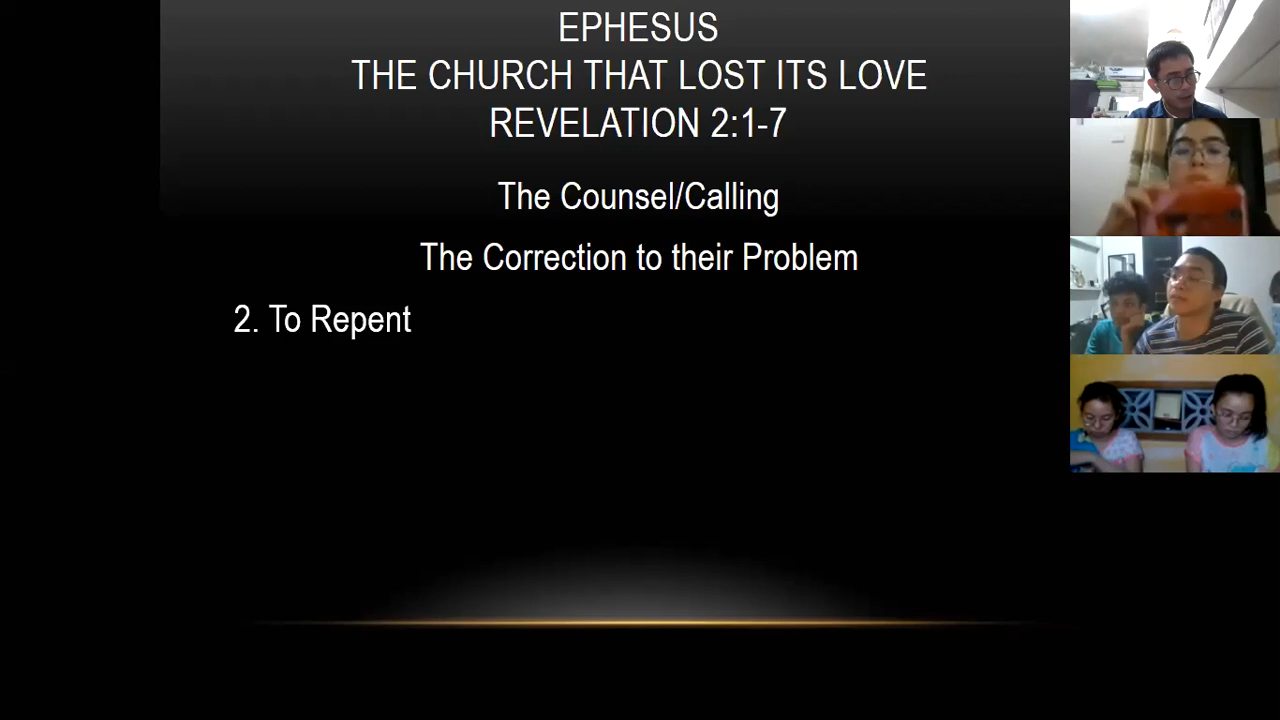 EPHESUS
THE CHURCH THAT LOST ITS LOVE
REVELATION 2:1-7
The Counsel/Calling
The Correction to their Problem
2. To Repent